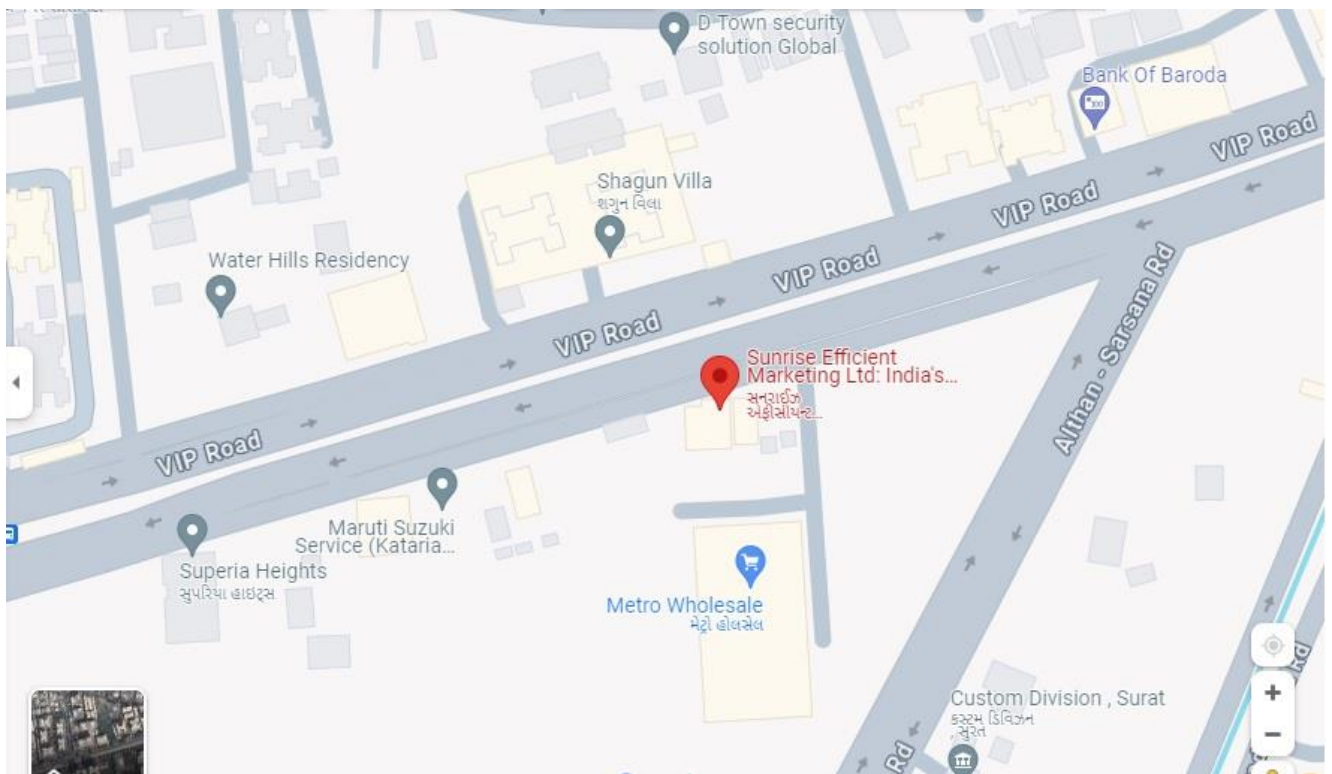 D Town security
solution Global
Bank Of Baroda
VIP Road
VIP Road
Shagun Villa
શગુન વિલા
Water Hills Residency
VIP Road
VIP Road
Sunrise Efficient
Marketing Ltd: India's...
સનરાઈઝ
એફીસીયન્ટ...
Althan - Sarsana Rd
VIP Road
Maruti Suzuki
Service (Kataria...
Superia Heights
સુપરિયા હાઇટ્સ
Metro Wholesale
મેટ્રો હોલસેલ
Custom Division , Surat
કસ્ટમ ડિવિઝન
, સુરત
Rd
Rd